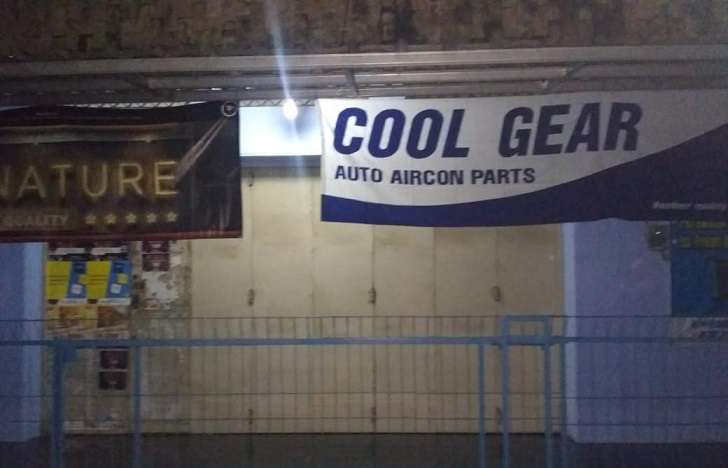 NATURE
QUALITY
COOL GEAR
AUTO AIRCON PARTS